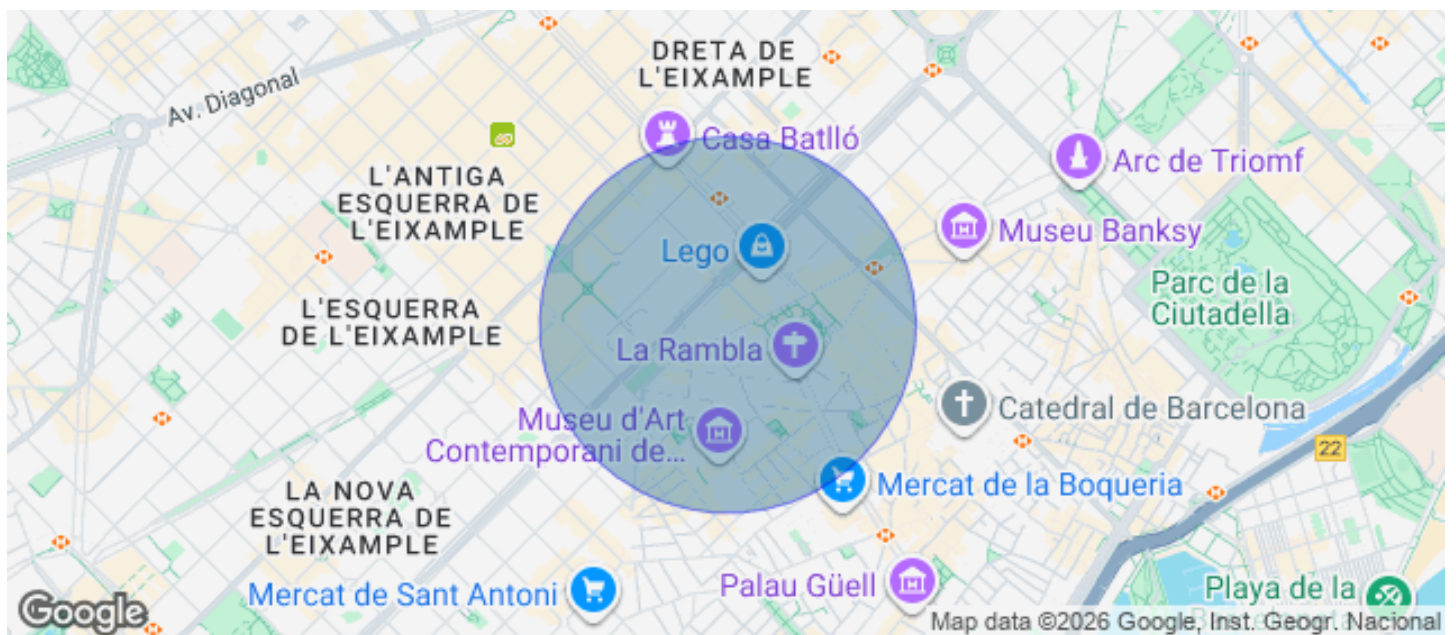 DRETA DE
L'EIXAMPLE
Av. Diagonal
Casa Batlló
Arc de Triomf
L'ANTIGA
ESQUERRA DE
L'EIXAMPLE
Museu Banksy
Lego
Parc de la
Ciutadella
L'ESQUERRA
DE L'EIXAMPLE
La Rambla
Catedral de Barcelona
Museu d'Art
Contemporani de...
22
LA NOVA
ESQUERRA DE
L'EIXAMPLE
Mercat de la Boqueria
Mercat de Sant Antoni
Palau Güell
Playa de la
Google
Map data ©2026 Google, Inst. Geogr. Nacional